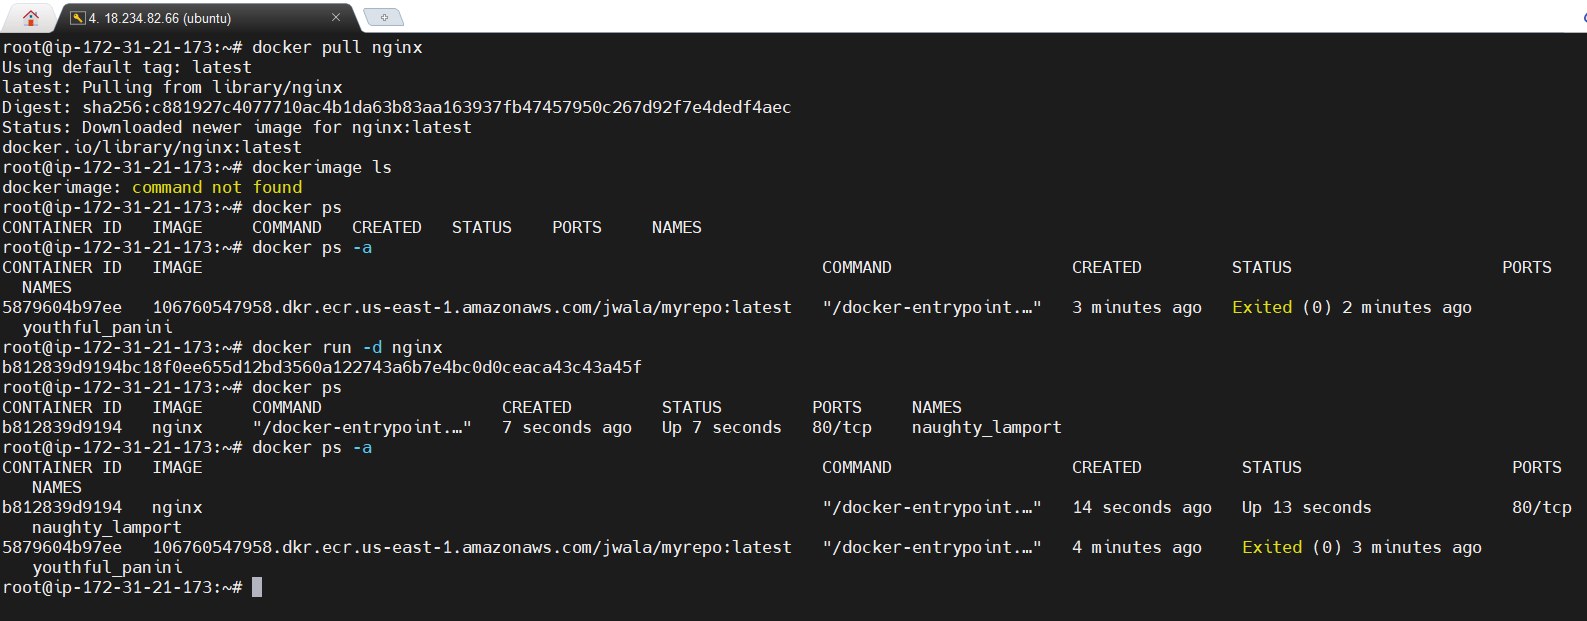 4. 18.234.82.66 (ubuntu)
root@ip-172-31-21-173:~# docker pull nginx
Using default tag: latest
latest: Pulling from library/nginx
Digest: sha256:c881927c4077710ac4b1da63b83aa163937fb47457950c267d92f7e4dedf4aec
Status: Downloaded newer image for nginx:latest
docker.io/library/nginx:latest
root@ip-172-31-21-173:~# dockerimage ls
dockerimage: command not found
root@ip-172-31-21-173:~# docker ps
CONTAINER ID   IMAGE     COMMAND   CREATED   STATUS    PORTS     NAMES
root@ip-172-31-21-173:~# docker ps -a
CONTAINER ID   IMAGE                                                              COMMAND                  CREATED         STATUS                     PORTS
  NAMES
5879604b97ee   106760547958.dkr.ecr.us-east-1.amazonaws.com/jwala/myrepo:latest   "/docker-entrypoint.…"   3 minutes ago   Exited (0) 2 minutes ago
  youthful_panini
root@ip-172-31-21-173:~# docker run -d nginx
b812839d9194bc18f0ee655d12bd3560a122743a6b7e4bc0d0ceaca43c43a45f
root@ip-172-31-21-173:~# docker ps
CONTAINER ID   IMAGE     COMMAND                  CREATED         STATUS         PORTS     NAMES
b812839d9194   nginx     "/docker-entrypoint.…"   7 seconds ago   Up 7 seconds   80/tcp    naughty_lamport
root@ip-172-31-21-173:~# docker ps -a
CONTAINER ID   IMAGE                                                              COMMAND                  CREATED          STATUS                     PORTS
   NAMES
b812839d9194   nginx                                                              "/docker-entrypoint.…"   14 seconds ago   Up 13 seconds              80/tcp
   naughty_lamport
5879604b97ee   106760547958.dkr.ecr.us-east-1.amazonaws.com/jwala/myrepo:latest   "/docker-entrypoint.…"   4 minutes ago    Exited (0) 3 minutes ago
   youthful_panini
root@ip-172-31-21-173:~#